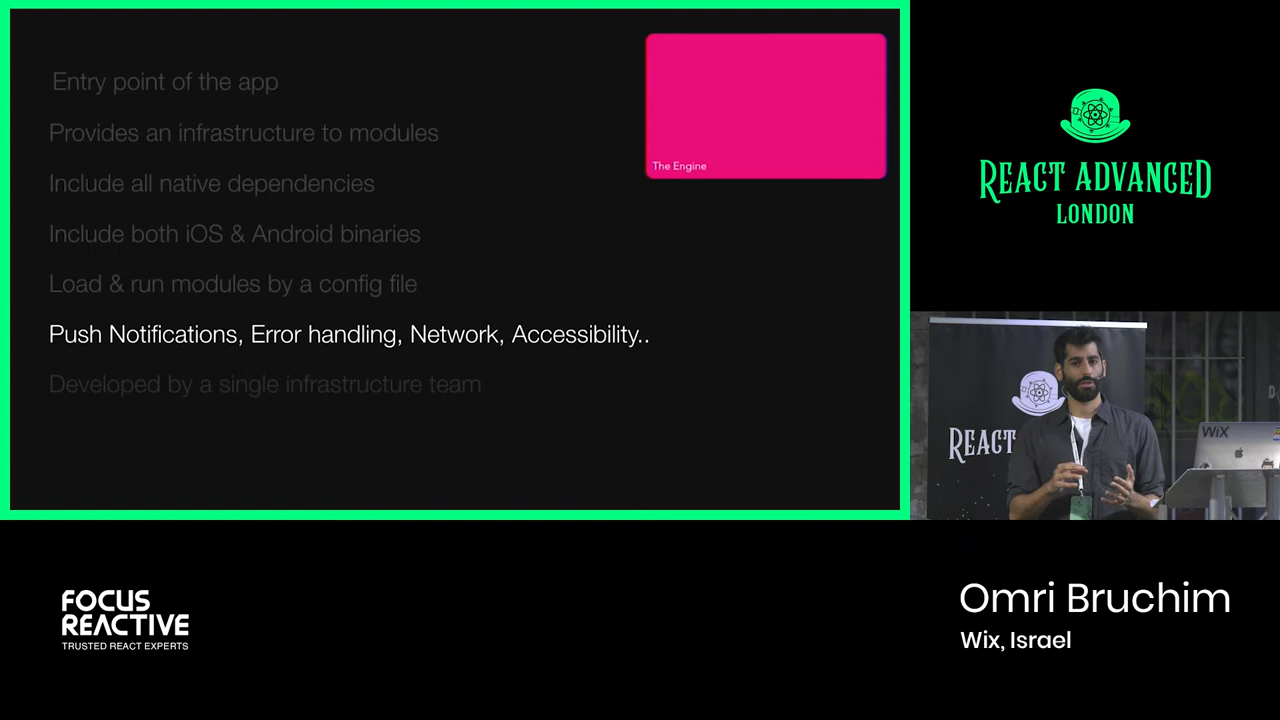 Entry point of the app
Provides an infrastructure to modules
Include all native dependencies
Include both iOS & Android binaries
Load & run modules by a config file
Push Notifications, Error handling, Network, Accessibility..
Developed by a single infrastructure team
The Engine
REACT ADVANCED
LONDON
REACT
WiX
FOCUS
REACTIVE
TRUSTED REACT EXPERTS
Omri Bruchim
Wix, Israel